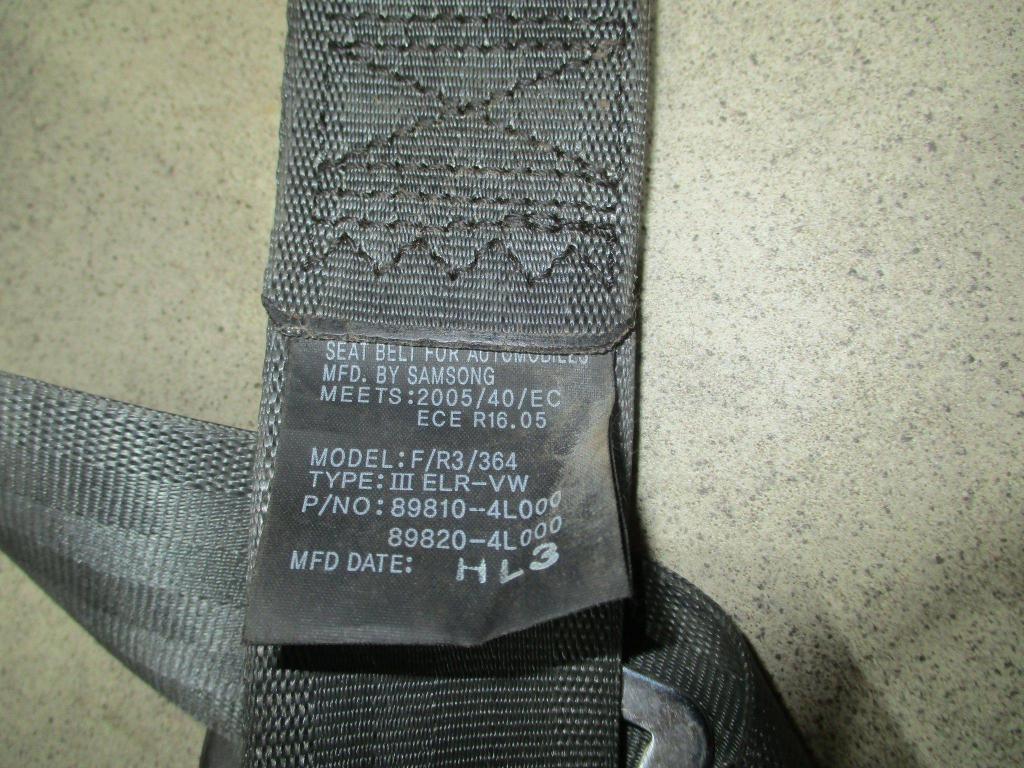 SEAT BELT FOR AUTOMOBILES
MFD. BY SAMSONG
MEETS:2005/40/EC
ECE R16.05
MODEL:F/R3/364
TYPE:III ELR-VW
P/NO:89810-4L000
89820-4L000
MFD DATE: HL3